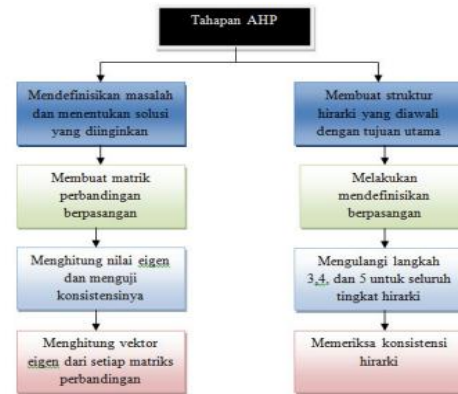 Tahapan AHP
Mendefinisikan masalah
dan menentukan solusi
yang diinginkan
Membuat struktur
hirarki yang diawali
dengan tujuan utama
Membuat matrik
perbandingan
berpasangan
Melakukan
mendefinisikan
berpasangan
Menghitung nilai eigen
dan menguji
konsistensinya
Mengulangi langkah
3,4, dan 5 untuk seluruh
tingkat hirarki
Menghitung vektor
eigen dari setiap matriks
perbandingan
Memeriksa konsistensi
hirarki